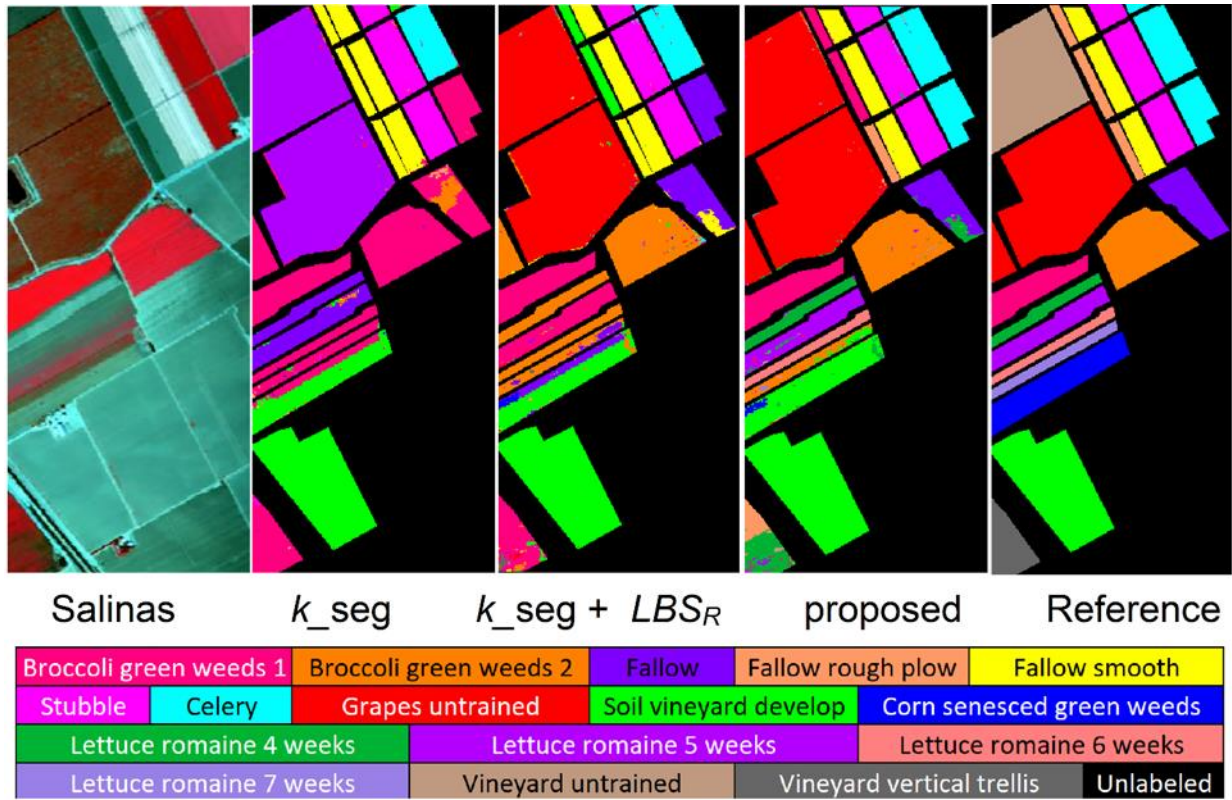 Salinas k_seg k_seg + LBS_R proposed Reference
Broccoli green weeds 1 Broccoli green weeds 2 Fallow Fallow rough plow Fallow smooth
Stubble Celery Grapes untrained Soil vineyard develop Corn senesced green weeds
Lettuce romaine 4 weeks Lettuce romaine 5 weeks Lettuce romaine 6 weeks
Lettuce romaine 7 weeks Vineyard untrained Vineyard vertical trellis Unlabeled